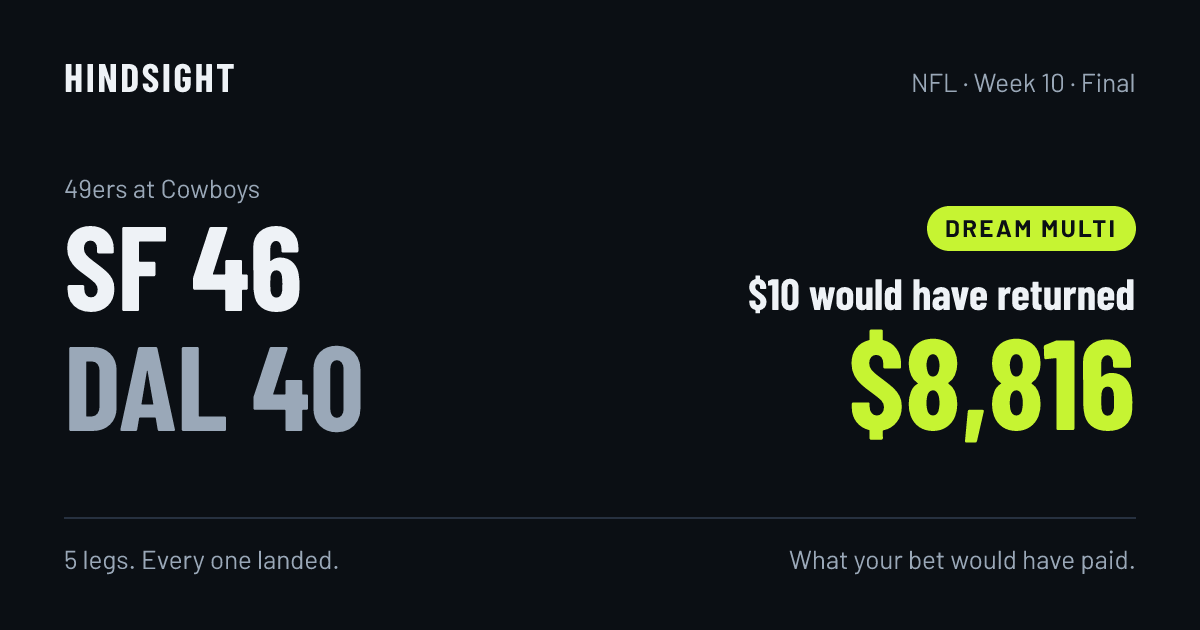 HINDSIGHT
NFL · Week 10 · Final
49ers at Cowboys
SF 46
DAL 40
DREAM MULTI
$10 would have returned
$8,816
5 legs. Every one landed.
What your bet would have paid.